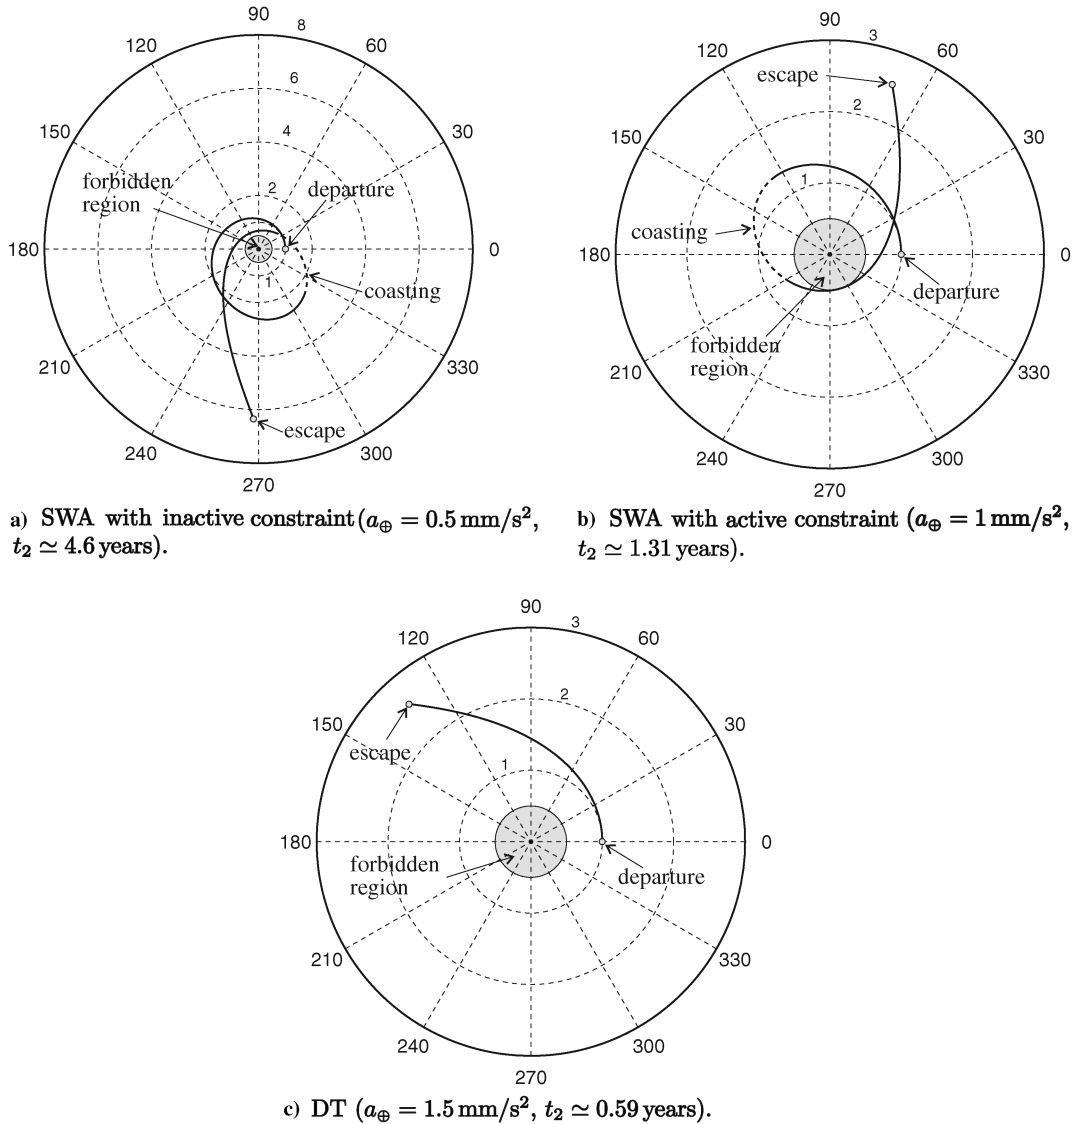 90
8
120
60
6
150
4
30
forbidden
region
2
departure
180
0
1
coasting
210
330
escape
240
300
270
a) SWA with inactive constraint (a⊕ = 0.5 mm/s²,
t₂ ≃ 4.6 years).
90
3
120
60
escape
2
150
30
1
coasting
180
0
departure
forbidden
region
210
330
240
300
270
b) SWA with active constraint (a⊕ = 1 mm/s²,
t₂ ≃ 1.31 years).
90
3
120
60
2
150
30
escape
1
180
0
forbidden
region
departure
210
330
240
300
270
c) DT (a⊕ = 1.5 mm/s², t₂ ≃ 0.59 years).